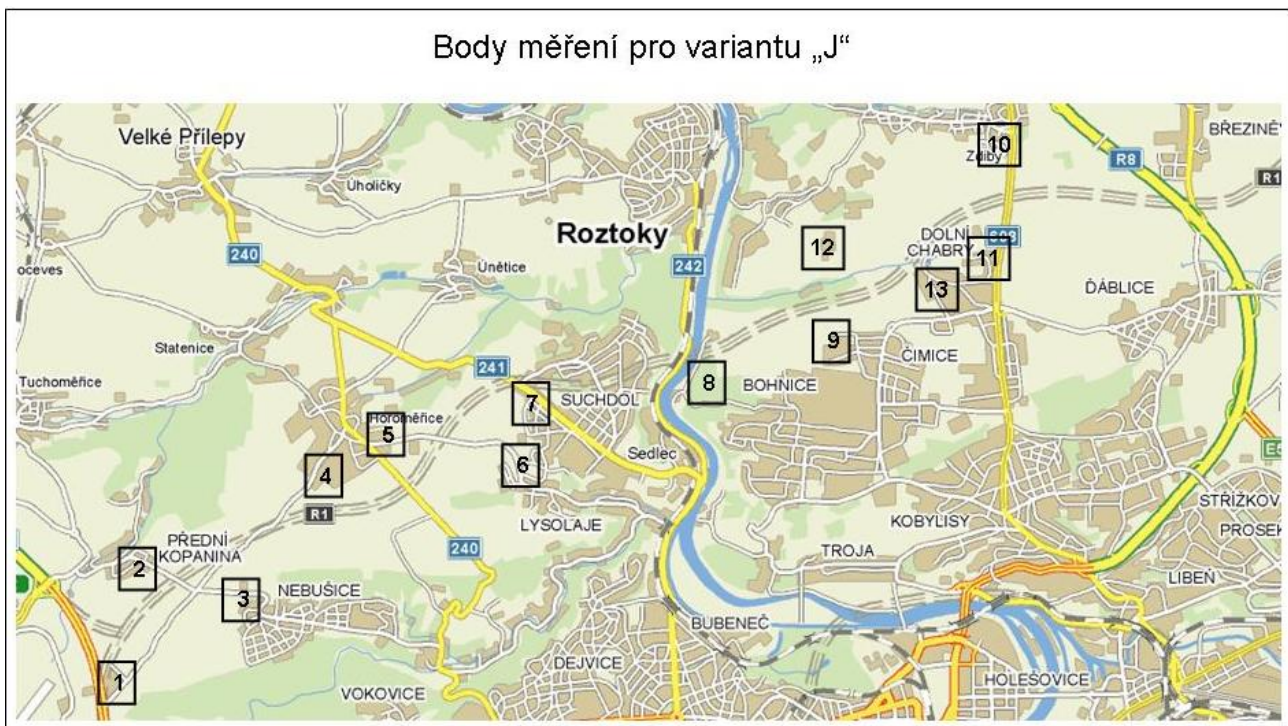 Body měření pro variantu „J“
Velké Přílepy
Úholičky
Roztoky
10
Zdiby
R8
BŘEZINĚV
R1
240
242
12
DOLNÍ
CHABRY
608
11
oceves
Únětice
13
ĎÁBLICE
Statenice
9
ČIMICE
Tuchoměřice
241
7
SUCHDOL
8
BOHNICE
Horoměřice
5
4
6
Sedlec
R1
LYSOLAJE
240
KOBYLISY
STŘÍŽKOV
PROSEK
PŘEDNÍ
KOPANINA
2
3
NEBUŠICE
TROJA
LIBEŇ
BUBENEČ
1
VOKOVICE
DEJVICE
HOLEŠOVICE